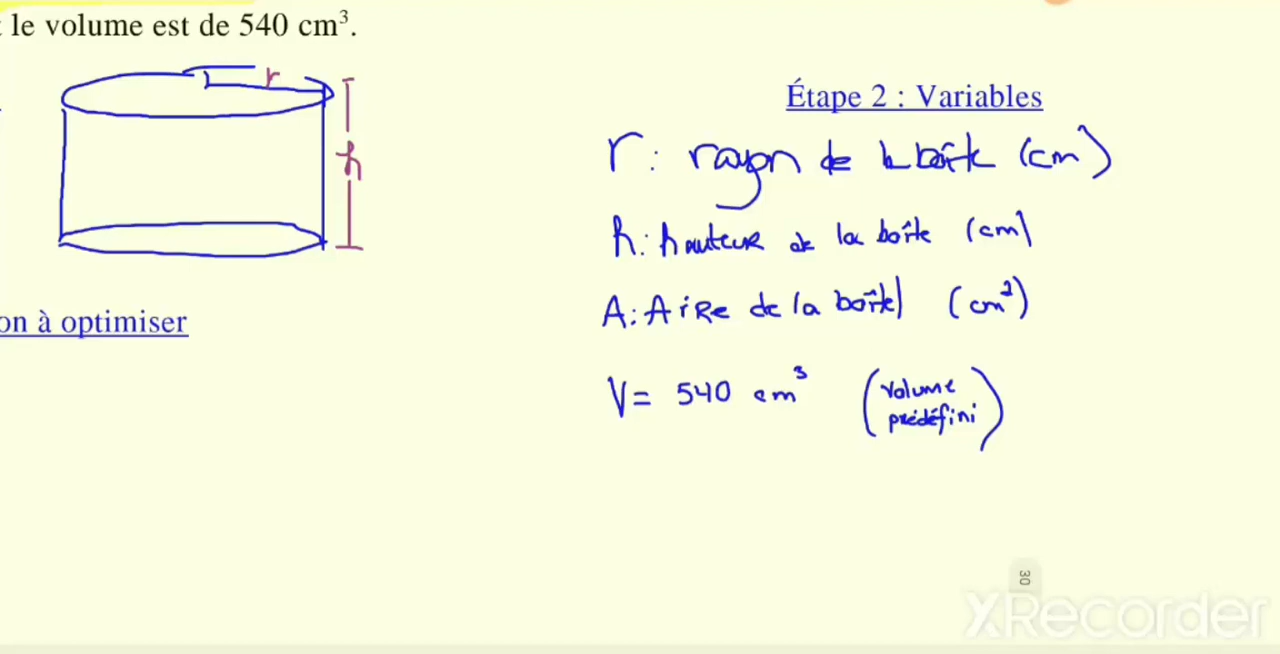 le volume est de 540 cm³.
r
h
on à optimiser
Étape 2 : Variables
r: rayon de la boîte (cm)
h: hauteur de la boîte (cm)
A: Aire de la boîte (cm²)
V = 540 cm³ (volume
prédéfini)
30
XRecorder